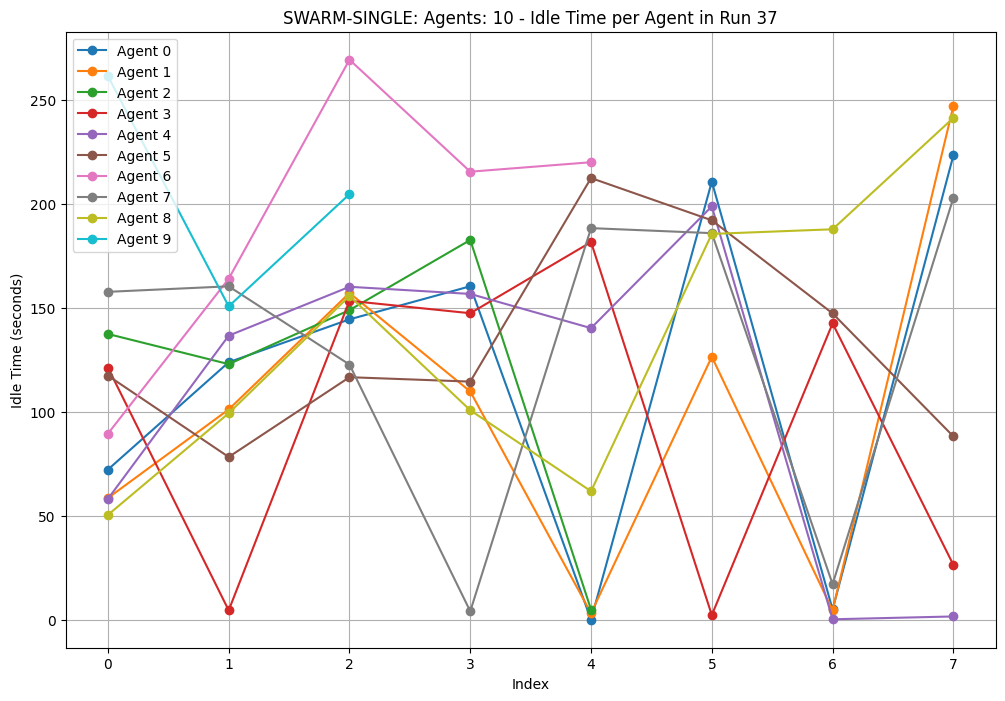 SWARM-SINGLE: Agents: 10 - Idle Time per Agent in Run 37
Agent 0
Agent 1
Agent 2
Agent 3
Agent 4
Agent 5
Agent 6
Agent 7
Agent 8
Agent 9
Idle Time (seconds)
250
200
150
100
50
0
0 1 2 3 4 5 6 7
Index